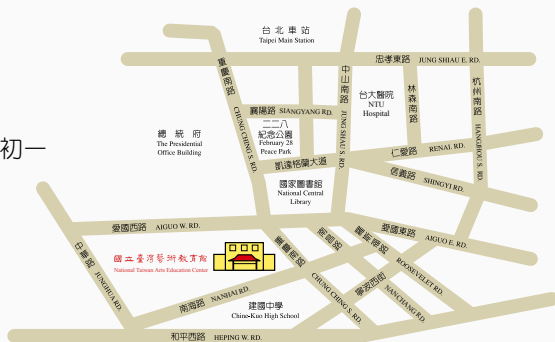 台北車站
Taipei Main Station
忠孝東路 JUNG SHIAU E. RD.
重慶南路
CHUNG CHING S. RD.
中山南路
JUNG SHAU S. RD.
台大醫院
NTU
Hospital
林森南路
杭州南路
HANGHOU S. RD.
襄陽路 SIANGYANG RD.
二二八
紀念公園
February 28
Peace Park
總統府
The Presidential
Office Building
初一
凱達格蘭大道
仁愛路 RENAI. RD.
信義路 SHINGYI RD.
國家圖書館
National Central
Library
愛國西路 AIGUO W. RD.
愛國東路 AIGUO E. RD.
中華路 JUNGHUA RD.
國立臺灣藝術教育館
National Taiwan Arts Education Center
重慶南路
CHUNG CHING S. RD.
南昌路
NANCHANG RD.
羅斯福路
ROOSEVELET RD.
寧波西街
南海路 NANHAI RD.
建國中學
Chine-Kuo High School
和平西路 HEPING W. RD.